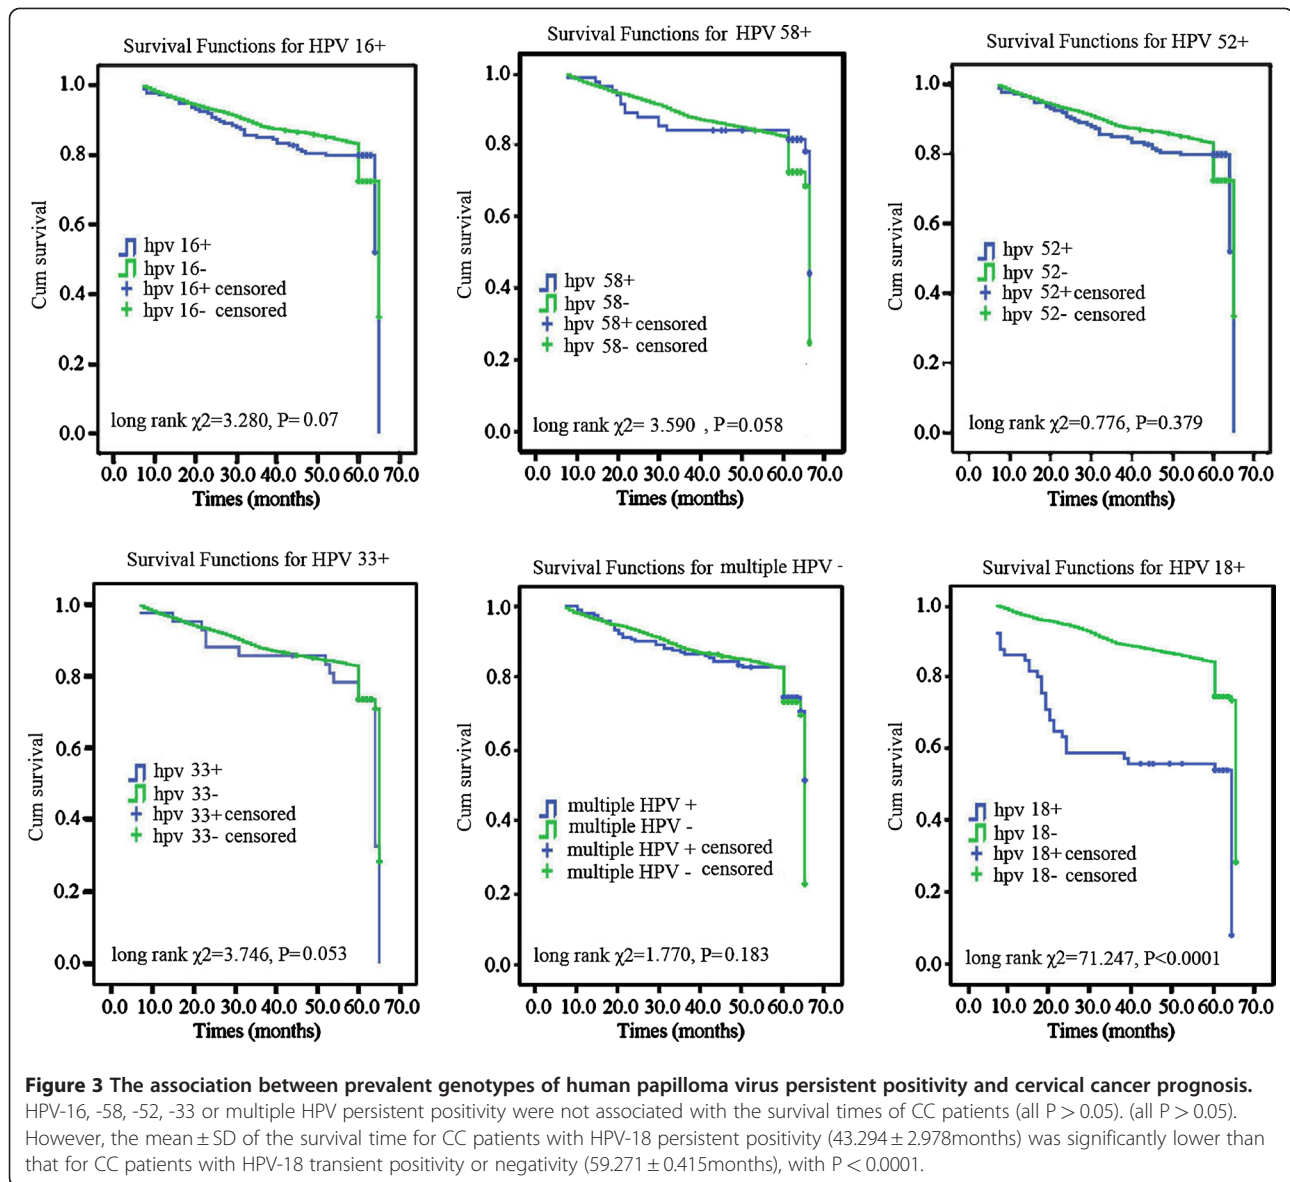 Survival Functions for HPV 16+
Cum survival
1.0
0.8
0.6
0.4
0.2
0.0
hpv 16+
hpv 16-
hpv 16+ censored
hpv 16- censored
long rank χ2=3.280, P= 0.07
0.0 10.0 20.0 30.0 40.0 50.0 60.0 70.0
Times (months)
Survival Functions for HPV 58+
Cum survival
1.0
0.8
0.6
0.4
0.2
0.0
hpv 58+
hpv 58-
hpv 58+ censored
hpv 58- censored
long rank χ2= 3.590 , P=0.058
0.0 10.0 20.0 30.0 40.0 50.0 60.0 70.0
Times (months)
Survival Functions for HPV 52+
Cum survival
1.0
0.8
0.6
0.4
0.2
0.0
hpv 52+
hpv 52-
hpv 52+ censored
hpv 52- censored
long rank χ2=0.776, P=0.379
0.0 10.0 20.0 30.0 40.0 50.0 60.0 70.0
Times (months)
Survival Functions for HPV 33+
Cum survival
1.0
0.8
0.6
0.4
0.2
0.0
hpv 33+
hpv 33-
hpv 33+ censored
hpv 33- censored
long rank χ2=3.746, P=0.053
0.0 10.0 20.0 30.0 40.0 50.0 60.0 70.0
Times (months)
Survival Functions for multiple HPV -
Cum survival
1.0
0.8
0.6
0.4
0.2
0.0
multiple HPV +
multiple HPV -
multiple HPV + censored
multiple HPV - censored
long rank χ2=1.770, P=0.183
0.0 10.0 20.0 30.0 40.0 50.0 60.0 70.0
Times (months)
Survival Functions for HPV 18+
Cum survival
1.0
0.8
0.6
0.4
0.2
0.0
hpv 18+
hpv 18-
hpv 18+ censored
hpv 18- censored
long rank χ2=71.247, P<0.0001
0.0 10.0 20.0 30.0 40.0 50.0 60.0 70.0
Times (months)
Figure 3 The association between prevalent genotypes of human papilloma virus persistent positivity and cervical cancer prognosis.
HPV-16, -58, -52, -33 or multiple HPV persistent positivity were not associated with the survival times of CC patients (all P > 0.05). (all P > 0.05).
However, the mean ± SD of the survival time for CC patients with HPV-18 persistent positivity (43.294 ± 2.978months) was significantly lower than
that for CC patients with HPV-18 transient positivity or negativity (59.271 ± 0.415months), with P < 0.0001.